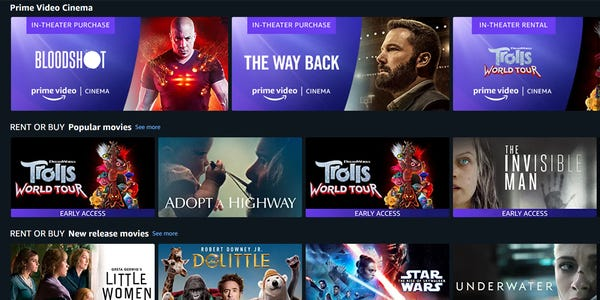 Prime Video Cinema
IN-THEATER PURCHASE
BLOODSHOT
prime video | CINEMA
IN-THEATER PURCHASE
THE WAY BACK
prime video | CINEMA
IN-THEATER RENTAL
DREAMWORKS
Trolls
WORLD TOUR
prime video | CINEMA
RENT OR BUY Popular movies See more
DREAMWORKS
Trolls
WORLD TOUR
EARLY ACCESS
ADOPT A HIGHWAY
DREAMWORKS
Trolls
WORLD TOUR
EARLY ACCESS
THE
INVISIBLE
MAN
EARLY ACCESS
RENT OR BUY New release movies See more
GRETA GERWIG'S
LITTLE
WOMEN
ROBERT DOWNEY JR.
DOLITTLE
STAR
WARS
UNDERWATER